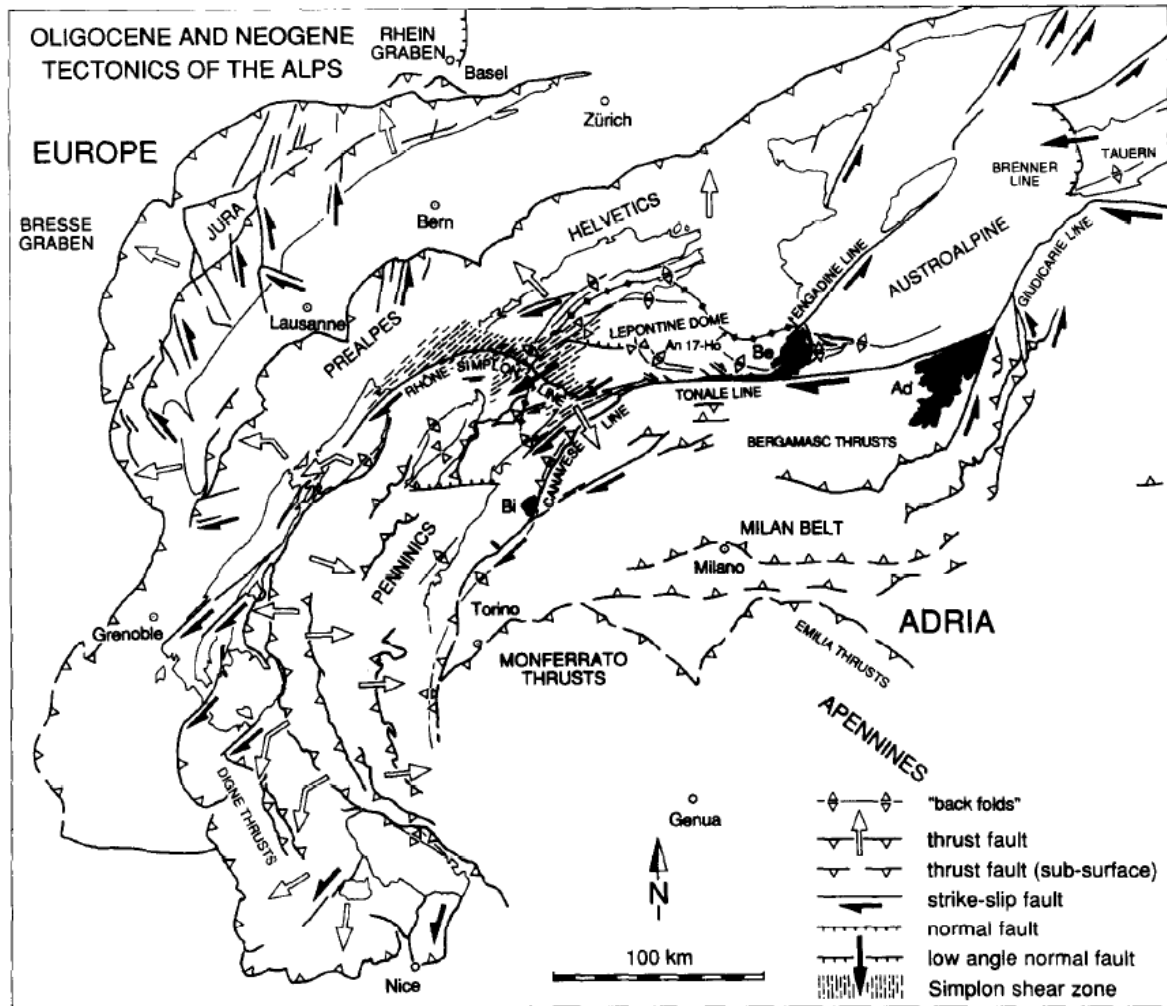 OLIGOCENE AND NEOGENE
TECTONICS OF THE ALPS
RHEIN
GRABEN
Basel
Zürich
EUROPE
BRENNER
LINE
TAUERN
BRESSE
GRABEN
JURA
Bern
HELVETICS
ENGADINE LINE
AUSTROALPINE
GIUDICARIE LINE
Lausanne
PREALPES
LEPONTINE DOME
An 17-Ho
Be
RHÔNE-SIMPLON
TONALE LINE
Ad
BERGAMASC THRUSTS
CANAVESE LINE
Bi
PENNINICS
MILAN BELT
Milano
Torino
ADRIA
Grenoble
MONFERRATO
THRUSTS
EMILIA THRUSTS
APENNINES
DIGNE THRUSTS
Genua
N
100 km
Nice
"back folds"
thrust fault
thrust fault (sub-surface)
strike-slip fault
normal fault
low angle normal fault
Simplon shear zone